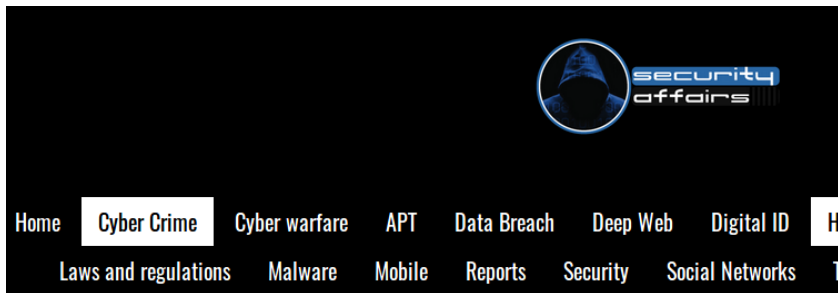 security
affairs
Home Cyber Crime Cyber warfare APT Data Breach Deep Web Digital ID
Laws and regulations Malware Mobile Reports Security Social Networks